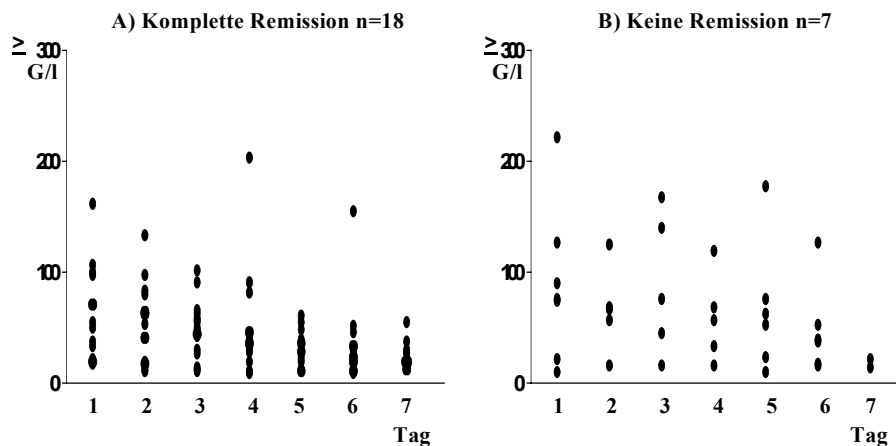 A) Komplette Remission n=18
≥
300
G/l
200
100
0
1 2 3 4 5 6 7
Tag
B) Keine Remission n=7
≥
300
G/l
200
100
0
1 2 3 4 5 6 7
Tag